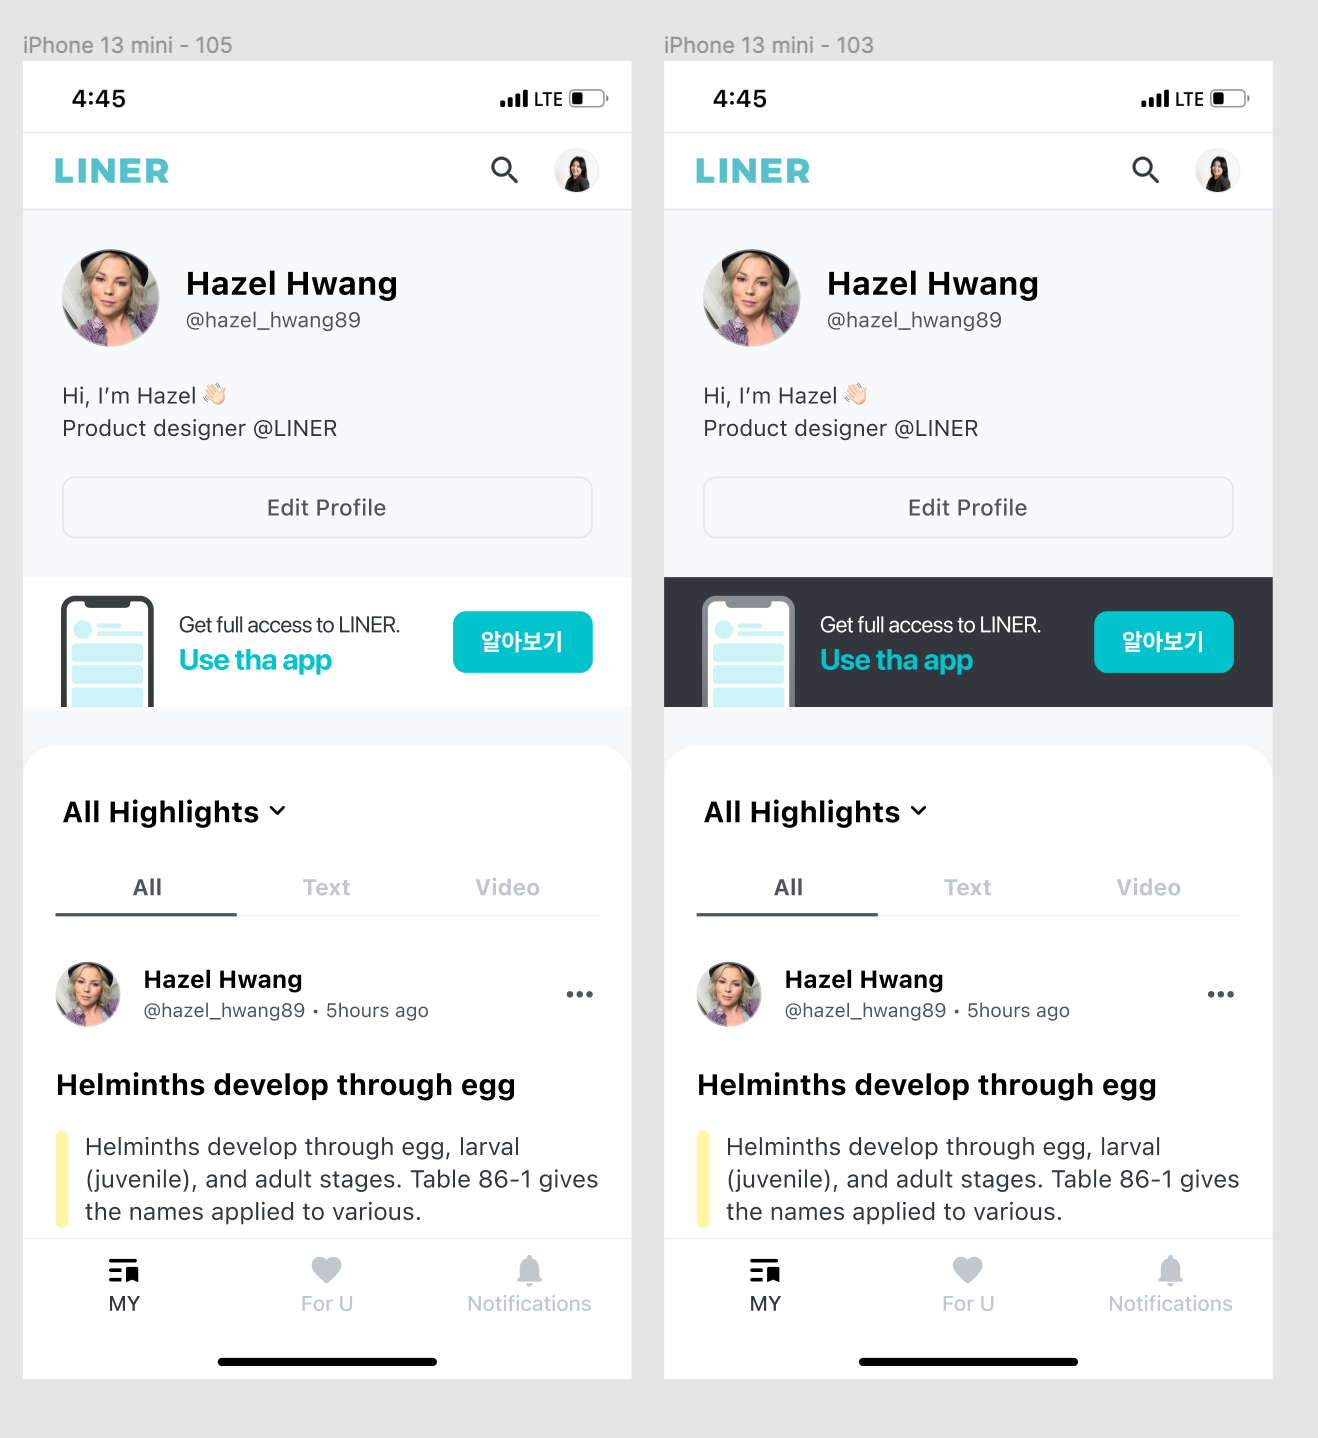 iPhone 13 mini - 105
4:45
LTE
LINER
Hazel Hwang
@hazel_hwang89
Hi, I’m Hazel 👋🏻
Product designer @LINER
Edit Profile
Get full access to LINER.
Use tha app
알아보기
All Highlights
All Text Video
Hazel Hwang
@hazel_hwang89 • 5hours ago
Helminths develop through egg
Helminths develop through egg, larval
(juvenile), and adult stages. Table 86-1 gives
the names applied to various.
MY For U Notifications
iPhone 13 mini - 103
4:45
LTE
LINER
Hazel Hwang
@hazel_hwang89
Hi, I’m Hazel 👋🏻
Product designer @LINER
Edit Profile
Get full access to LINER.
Use tha app
알아보기
All Highlights
All Text Video
Hazel Hwang
@hazel_hwang89 • 5hours ago
Helminths develop through egg
Helminths develop through egg, larval
(juvenile), and adult stages. Table 86-1 gives
the names applied to various.
MY For U Notifications